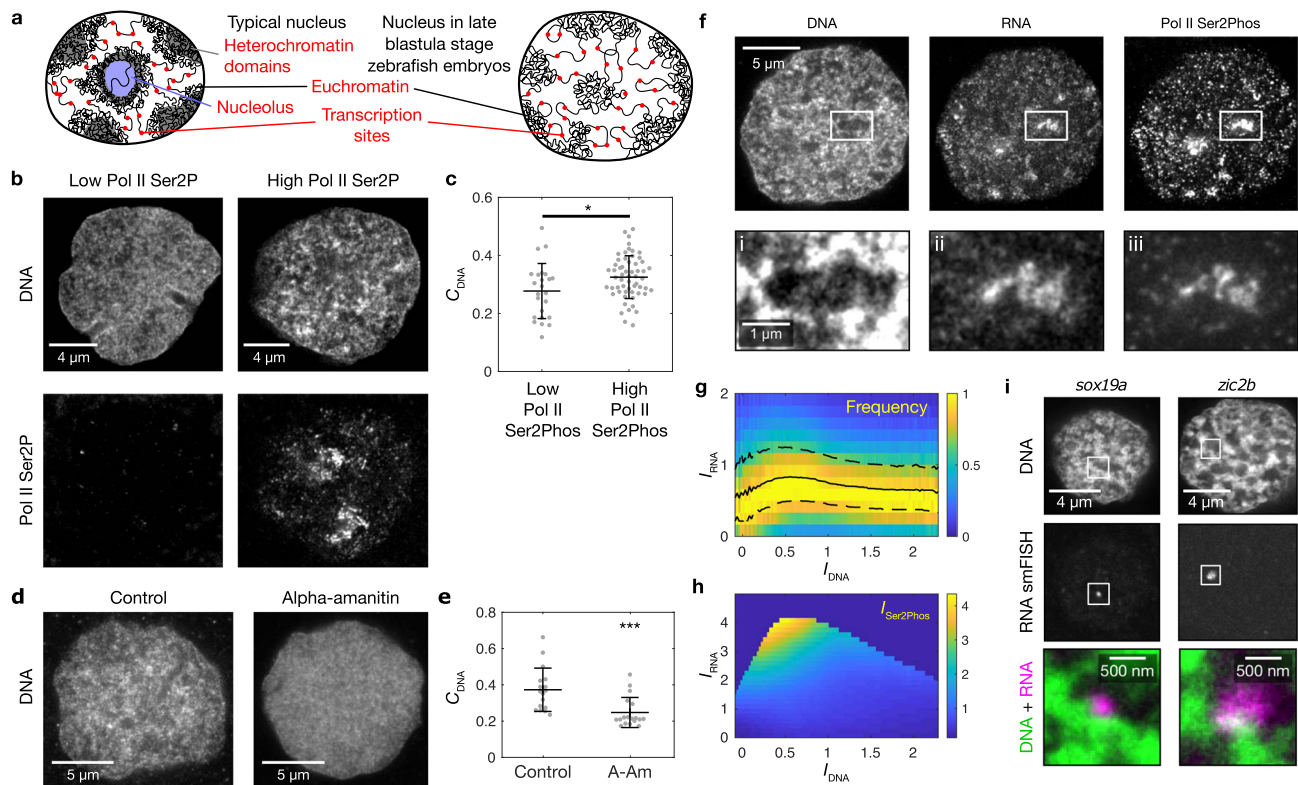 a
Typical nucleus
Heterochromatin
domains
Euchromatin
Nucleolus
Transcription
sites
Nucleus in late
blastula stage
zebrafish embryos
b
Low Pol II Ser2P
High Pol II Ser2P
DNA
4 μm
4 μm
Pol II Ser2P
c
0.6
0.4
0.2
0
C_DNA
*
Low
Pol II
Ser2Phos
High
Pol II
Ser2Phos
d
Control
Alpha-amanitin
DNA
5 μm
5 μm
e
0.8
0.6
0.4
0.2
0
C_DNA
***
Control
A-Am
f
DNA
RNA
Pol II Ser2Phos
5 μm
i
ii
iii
1 μm
g
Frequency
2
1
0
I_RNA
0
0.5
1
1.5
2
I_DNA
1
0.5
0
h
I_Ser2Phos
4
3
2
1
0
I_RNA
0
0.5
1
1.5
2
I_DNA
4
3
2
1
i
sox19a
zic2b
DNA
4 μm
4 μm
RNA smFISH
DNA + RNA
500 nm
500 nm